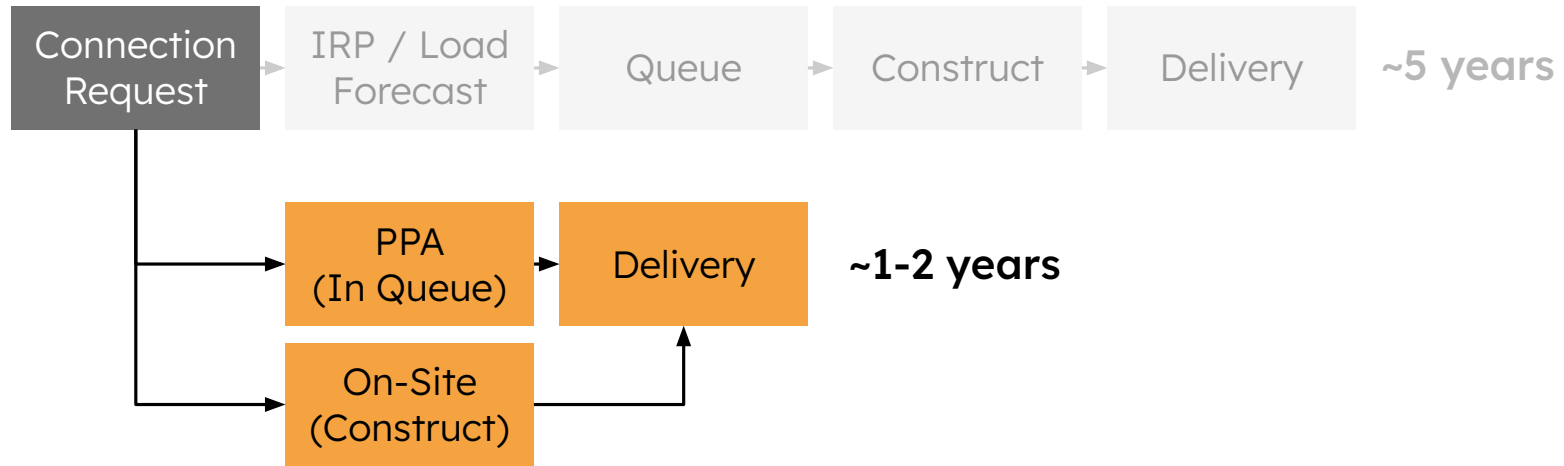 Connection
Request
IRP / Load
Forecast
Queue
Construct
Delivery
~5 years
PPA
(In Queue)
Delivery
~1-2 years
On-Site
(Construct)